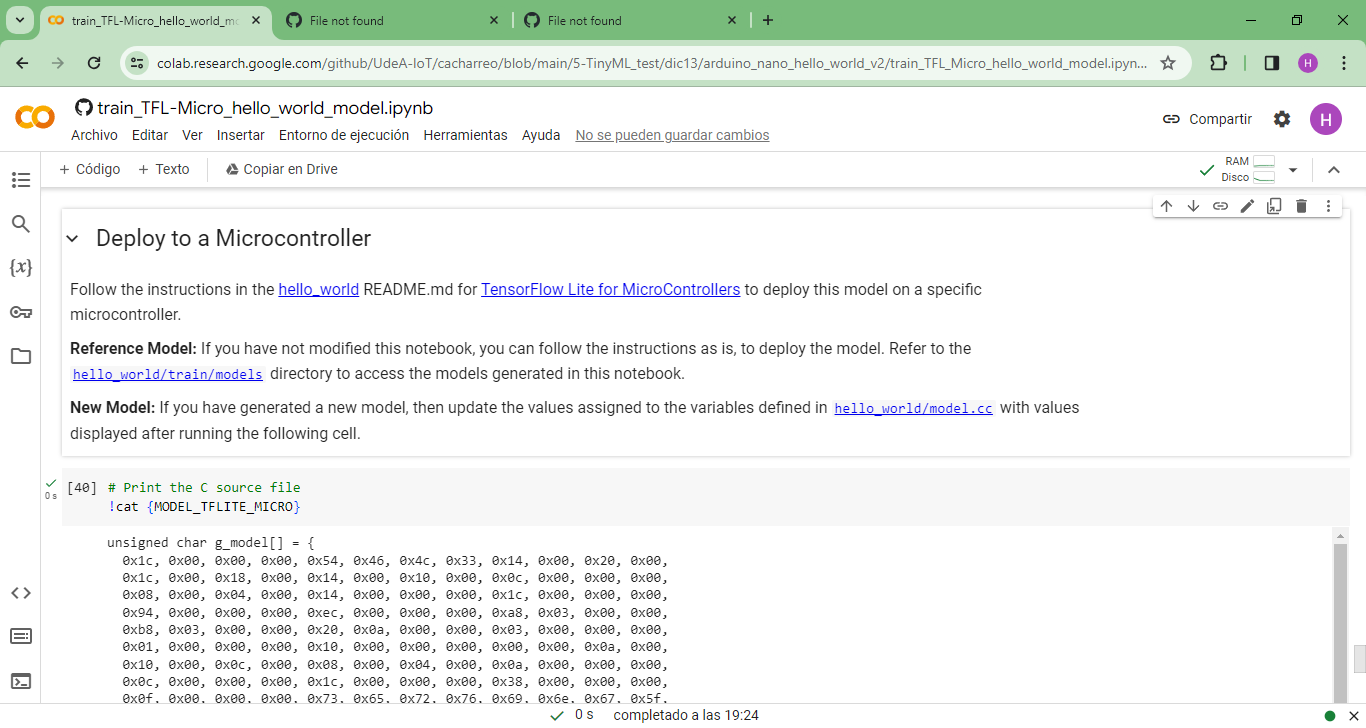 train_TFL-Micro_hello_world_mo
File not found
File not found
colab.research.google.com/github/UdeA-IoT/cacharreo/blob/main/5-TinyML_test/dic13/arduino_nano_hello_world_v2/train_TFL_Micro_hello_world_model.ipyn...
H
train_TFL-Micro_hello_world_model.ipynb
Archivo Editar Ver Insertar Entorno de ejecución Herramientas Ayuda No se pueden guardar cambios
Compartir
H
+ Código + Texto Copiar en Drive
RAM
Disco
Deploy to a Microcontroller
Follow the instructions in the hello_world README.md for TensorFlow Lite for MicroControllers to deploy this model on a specific
microcontroller.
Reference Model: If you have not modified this notebook, you can follow the instructions as is, to deploy the model. Refer to the
hello_world/train/models directory to access the models generated in this notebook.
New Model: If you have generated a new model, then update the values assigned to the variables defined in hello_world/model.cc with values
displayed after running the following cell.
0 s
[40] # Print the C source file
!cat {MODEL_TFLITE_MICRO}
unsigned char g_model[] = {
0x1c, 0x00, 0x00, 0x00, 0x54, 0x46, 0x4c, 0x33, 0x14, 0x00, 0x20, 0x00,
0x1c, 0x00, 0x18, 0x00, 0x14, 0x00, 0x10, 0x00, 0x0c, 0x00, 0x00, 0x00,
0x08, 0x00, 0x04, 0x00, 0x14, 0x00, 0x00, 0x00, 0x1c, 0x00, 0x00, 0x00,
0x94, 0x00, 0x00, 0x00, 0xec, 0x00, 0x00, 0x00, 0xa8, 0x03, 0x00, 0x00,
0xb8, 0x03, 0x00, 0x00, 0x20, 0x0a, 0x00, 0x00, 0x03, 0x00, 0x00, 0x00,
0x01, 0x00, 0x00, 0x00, 0x10, 0x00, 0x00, 0x00, 0x00, 0x00, 0x0a, 0x00,
0x10, 0x00, 0x0c, 0x00, 0x08, 0x00, 0x04, 0x00, 0x0a, 0x00, 0x00, 0x00,
0x0c, 0x00, 0x00, 0x00, 0x1c, 0x00, 0x00, 0x00, 0x38, 0x00, 0x00, 0x00,
0x0f, 0x00, 0x00, 0x00, 0x73, 0x65, 0x72, 0x76, 0x69, 0x6e, 0x67, 0x5f,
0 s completado a las 19:24